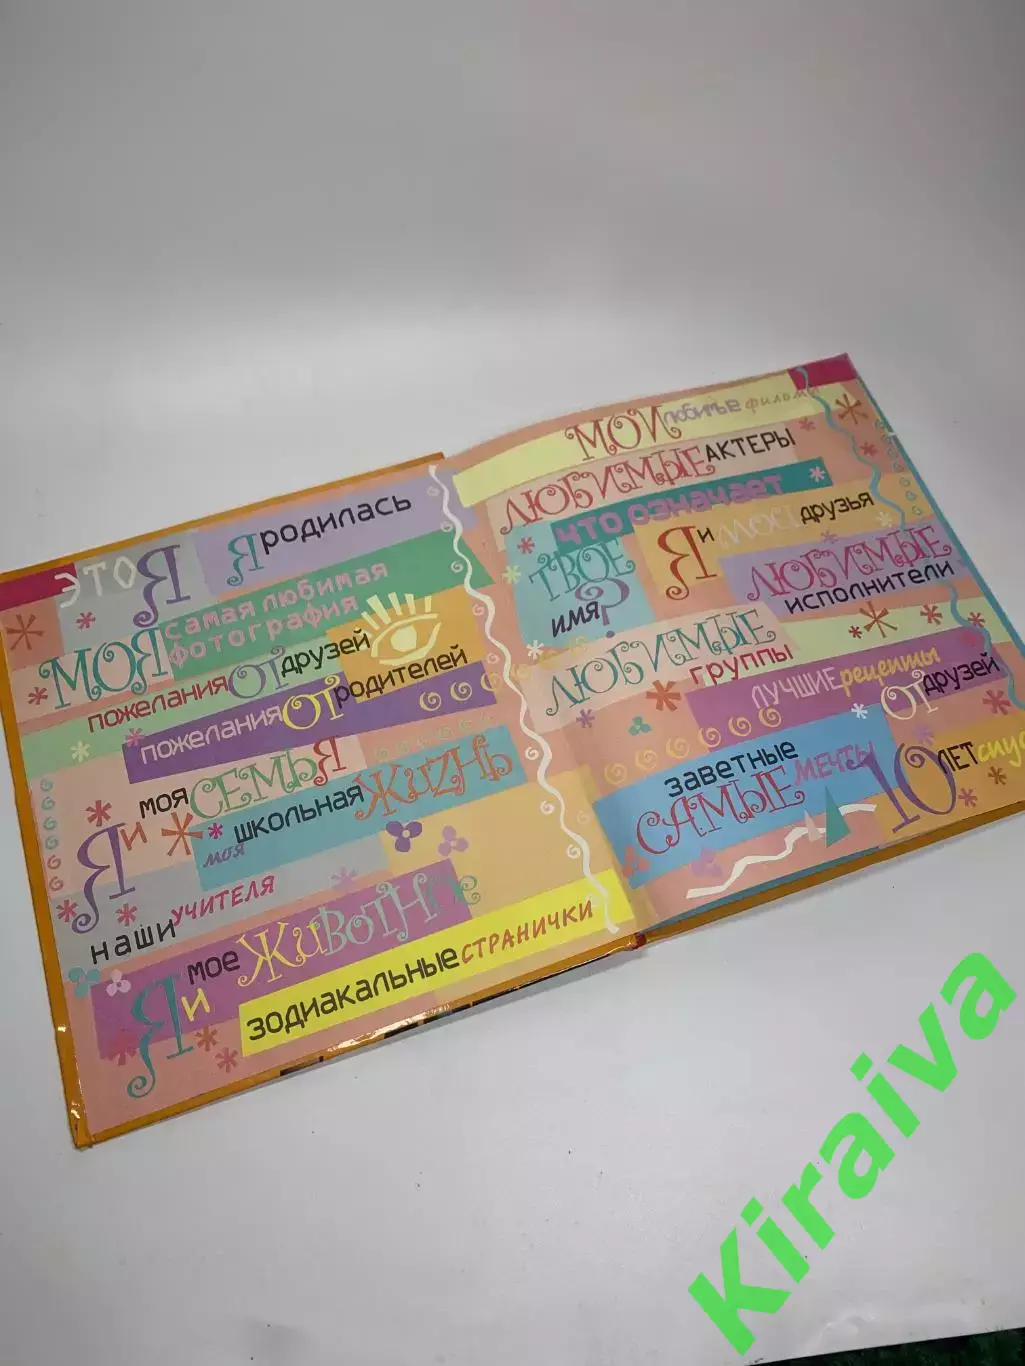 ЭТО Я
Я РОДИЛАСЬ
МОЯ самая любимая фотография
пожелания ОТ друзей
пожелания ОТ родителей
моя СЕМЬЯ
Я и моя школьная ЖИЗНЬ
наши учителя
Я и мое ЖИВОТНОЕ
зодиакальные СТРАНИЧКИ
МОИ любимые фильмы
ЛЮБИМЫЕ АКТЕРЫ
что означает
ТВОЕ имя?
Я и мои друзья
ЛЮБИМЫЕ исполнители
ЛЮБИМЫЕ группы
ЛУЧШИЕ рецепты
ОТ друзей
САМЫЕ заветные мечты
10 ЛЕТ спус
Kiraiva